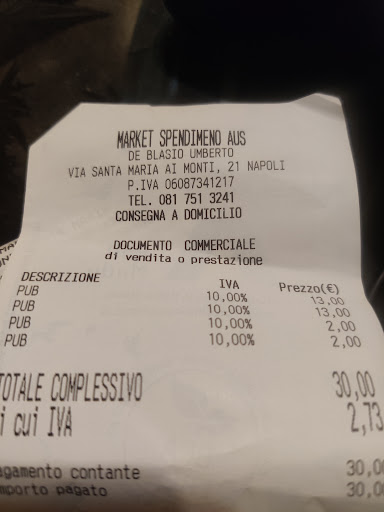 MARKET SPENDIMENO AUS
DE BLASIO UMBERTO
VIA SANTA MARIA AI MONTI, 21 NAPOLI
P.IVA 06087341217
TEL. 081 751 3241
CONSEGNA A DOMICILIO
DOCUMENTO COMMERCIALE
di vendita o prestazione
DESCRIZIONE IVA Prezzo(€)
PUB 10,00% 13,00
PUB 10,00% 13,00
PUB 10,00% 2,00
PUB 10,00% 2,00
TOTALE COMPLESSIVO 30,00
i cui IVA 2,73
agamento contante 30,0
mporto pagato 30,0